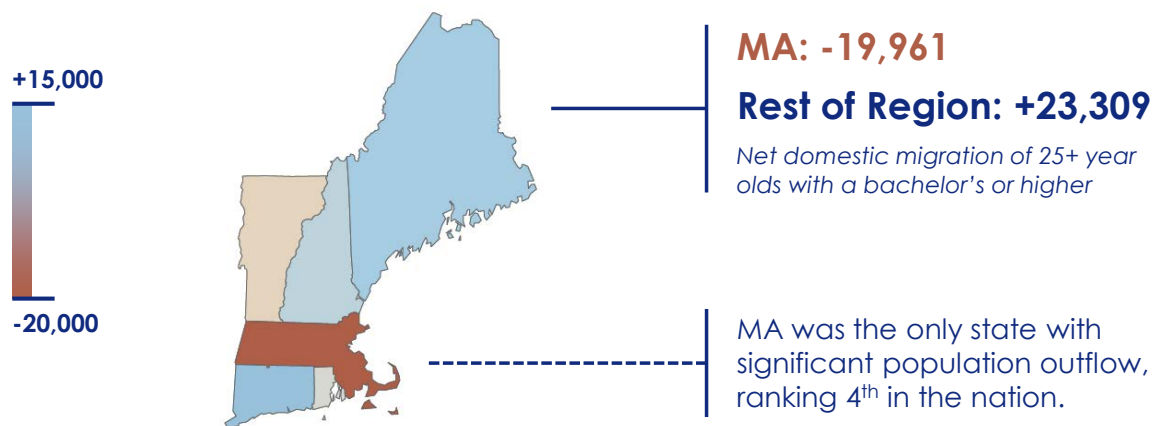 +15,000
-20,000
MA: -19,961
Rest of Region: +23,309
Net domestic migration of 25+ year
olds with a bachelor's or higher
MA was the only state with
significant population outflow,
ranking 4th in the nation.